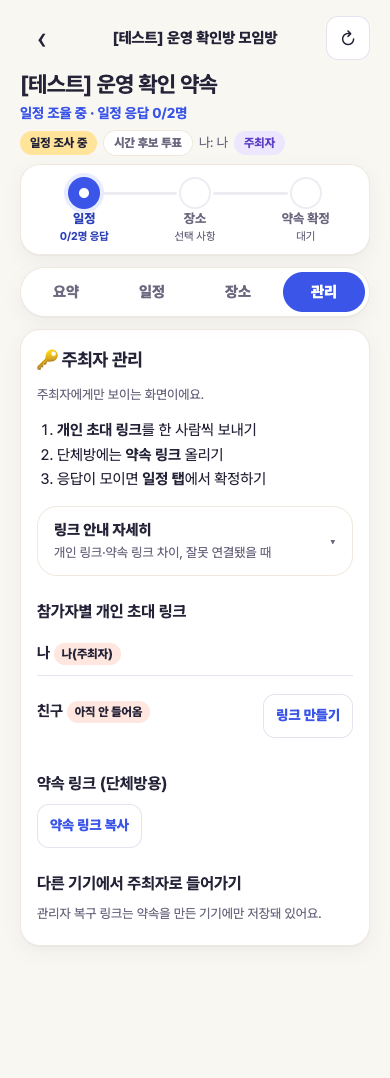 [테스트] 운영 확인방 모임방
[테스트] 운영 확인 약속
일정 조율 중 · 일정 응답 0/2명
일정 조사 중 시간 후보 투표 나: 나 주최자
일정 장소 약속 확정
0/2명 응답 선택 사항 대기
요약 일정 장소 관리
🔑 주최자 관리
주최자에게만 보이는 화면이에요.
1. 개인 초대 링크를 한 사람씩 보내기
2. 단체방에는 약속 링크 올리기
3. 응답이 모이면 일정 탭에서 확정하기
링크 안내 자세히
개인 링크·약속 링크 차이, 잘못 연결됐을 때
참가자별 개인 초대 링크
나 나(주최자)
친구 아직 안 들어옴 링크 만들기
약속 링크 (단체방용)
약속 링크 복사
다른 기기에서 주최자로 들어가기
관리자 복구 링크는 약속을 만든 기기에만 저장돼 있어요.